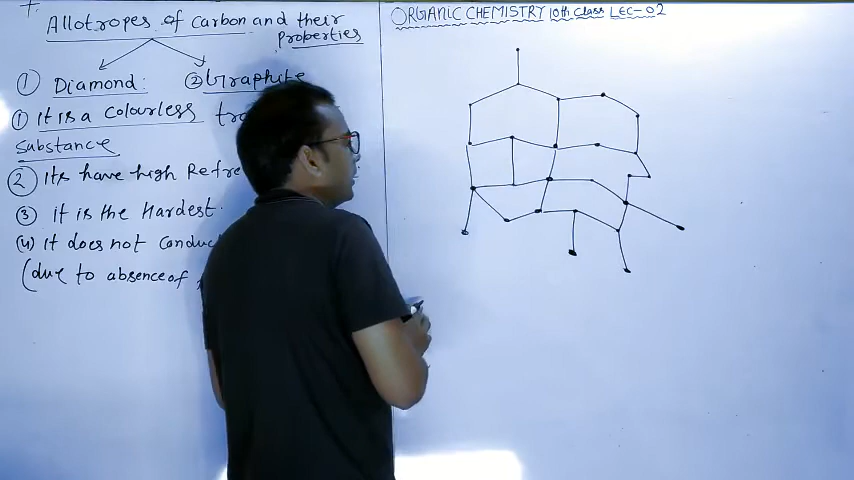 Allotropes of Carbon and their
Properties
① Diamond:
② Graphite
① It is a Colourless
Substance
② Its have high Refre
③ it is the Hardest
(4) It does not Conduc
(due to absence of
ORGANIC CHEMISTRY 10th Class LEC-02